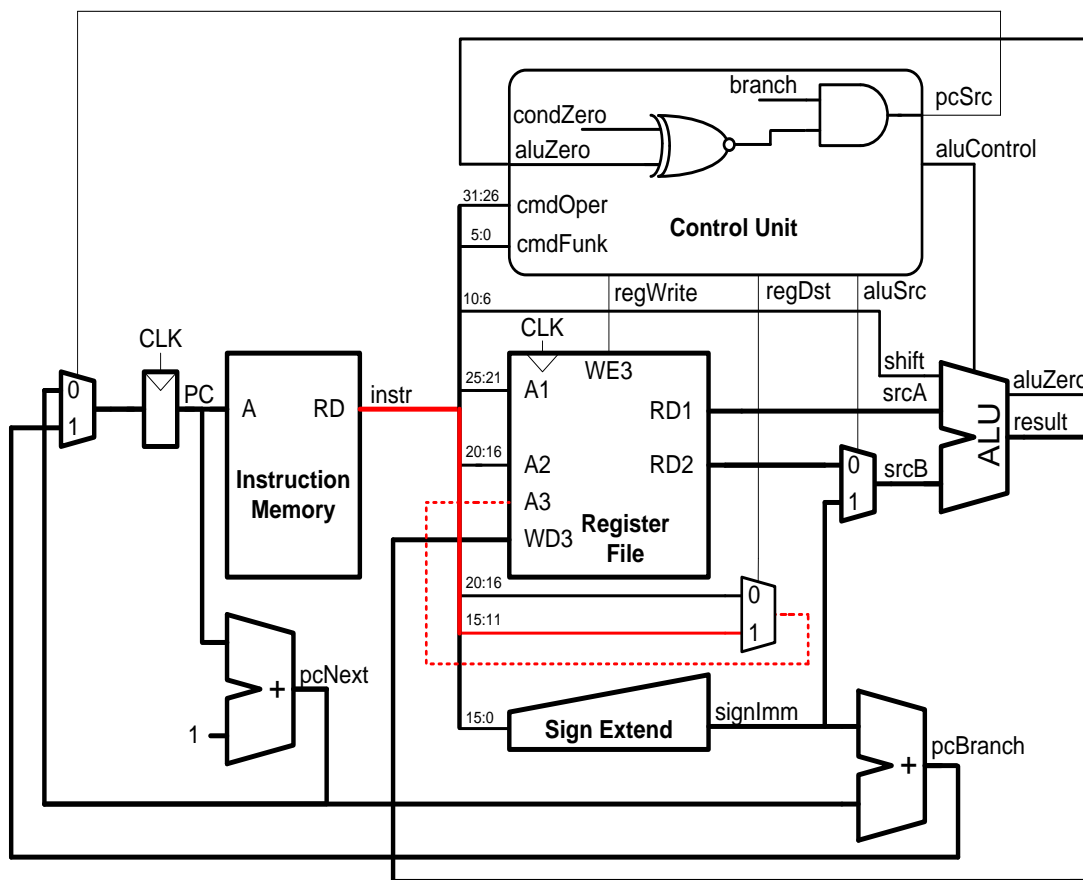 branch
pcSrc
condZero
aluZero
aluControl
31:26
cmdOper
5:0
cmdFunk
Control Unit
regWrite
regDst
aluSrc
10:6
CLK
CLK
WE3
shift
0
1
PC
A
RD
instr
25:21
A1
RD1
srcA
aluZero
result
ALU
20:16
A2
RD2
0
1
srcB
Instruction
Memory
A3
WD3
Register
File
20:16
0
15:11
1
pcNext
+
1
15:0
Sign Extend
signImm
pcBranch
+